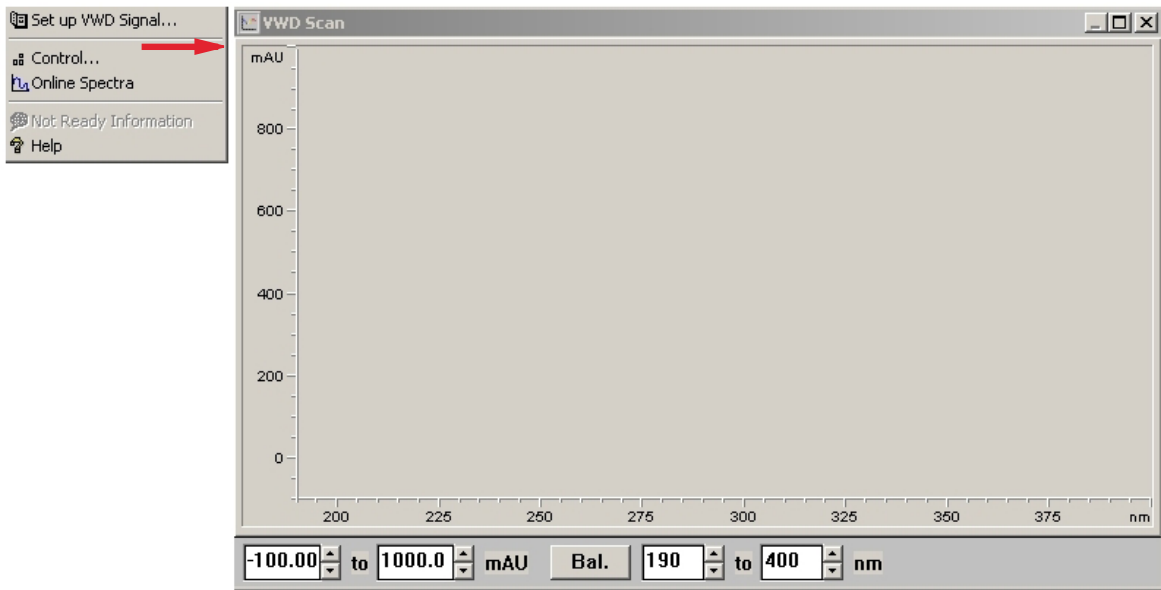 Set up VWD Signal...
Control...
Online Spectra
Not Ready Information
Help
VWD Scan
mAU
800
600
400
200
0
200 225 250 275 300 325 350 375 nm
-100.00 to 1000.0 mAU Bal. 190 to 400 nm